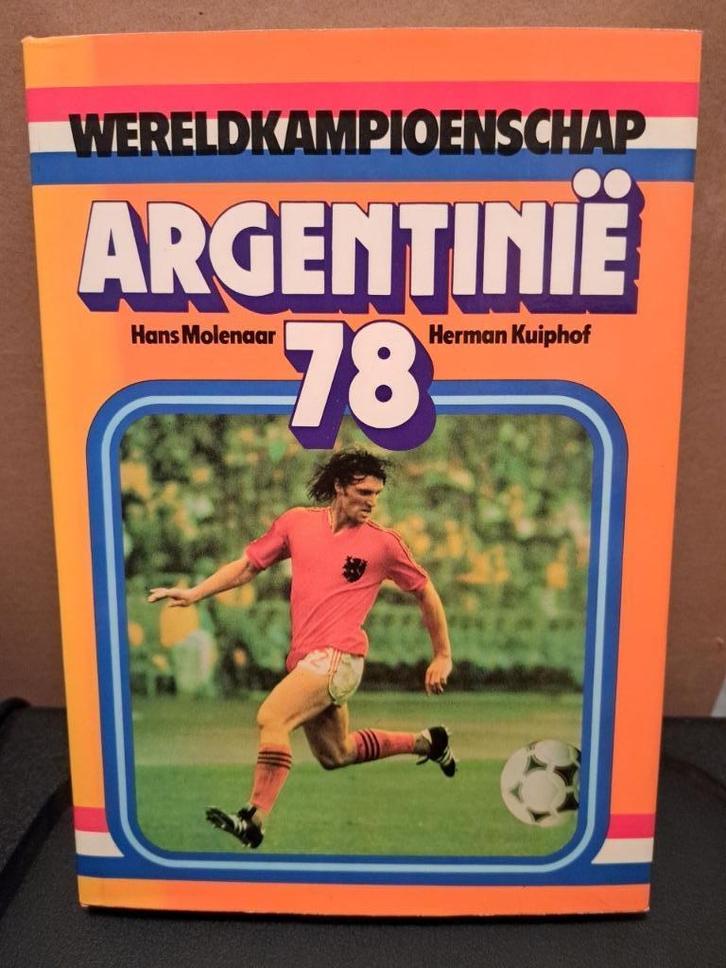 WERELDKAMPIOENSCHAP
ARGENTINIË
Hans Molenaar 78 Herman Kuiphof